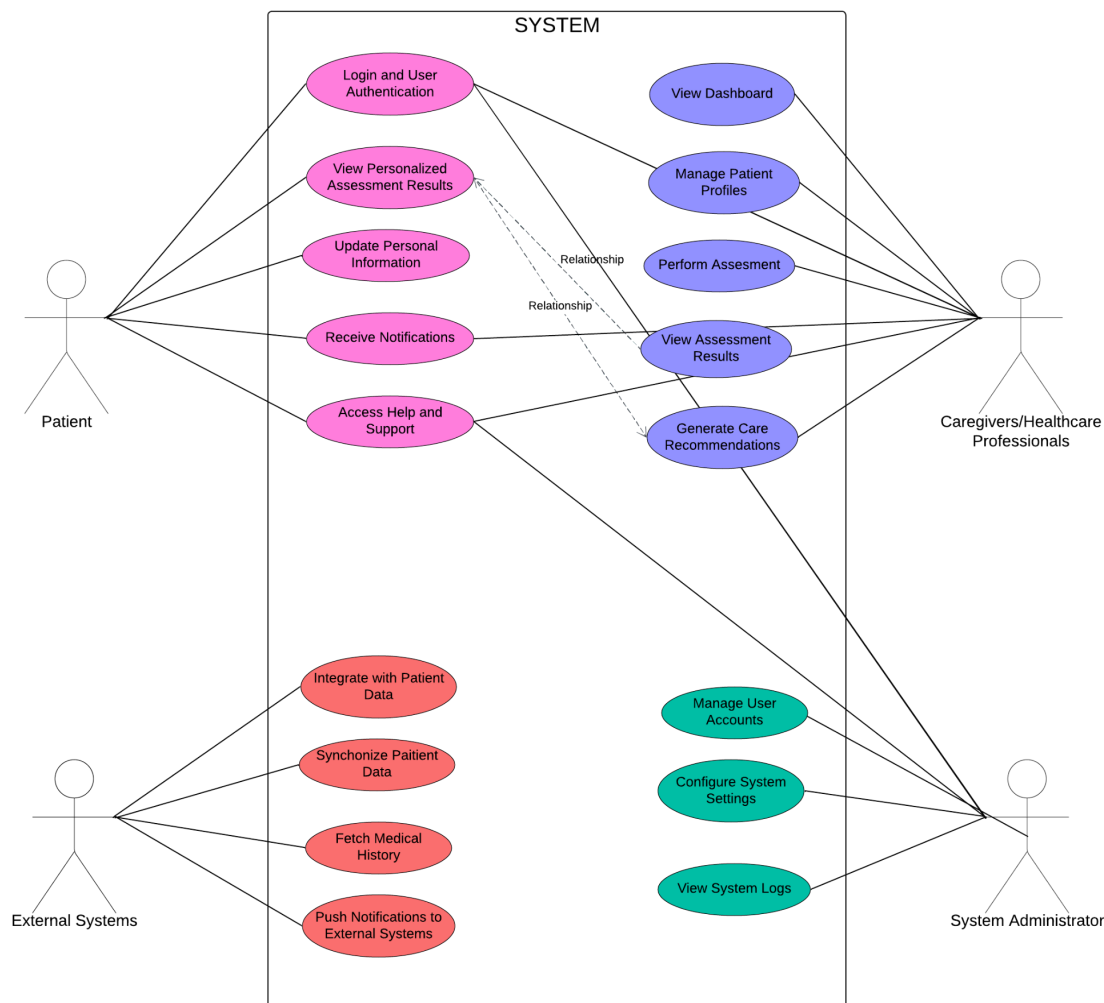 SYSTEM
Login and User
Authentication
View Dashboard
View Personalized
Assessment Results
Manage Patient
Profiles
Update Personal
Information
Relationship
Perform Assesment
Relationship
Receive Notifications
View Assessment
Results
Patient
Access Help and
Support
Generate Care
Recommendations
Caregivers/Healthcare
Professionals
Integrate with Patient
Data
Manage User
Accounts
Synchonize Paitient
Data
Configure System
Settings
Fetch Medical
History
View System Logs
External Systems
Push Notifications to
External Systems
System Administrator